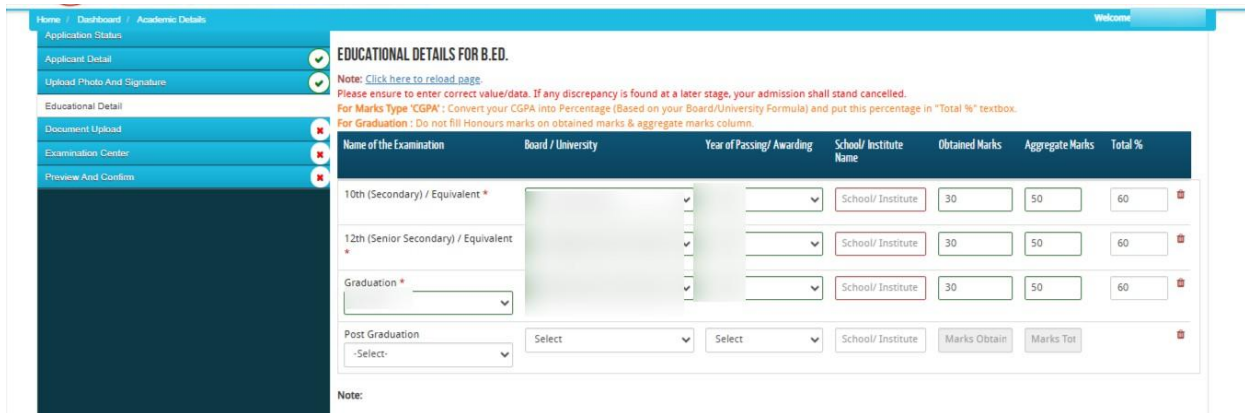 Home / Dashboard / Academic Details
Welcome
Application Status
Applicant Detail
Upload Photo And Signature
Educational Detail
Document Upload
Examination Center
Preview And Confirm
EDUCATIONAL DETAILS FOR B.ED.
Note: Click here to reload page.
Please ensure to enter correct value/data. If any discrepancy is found at a later stage, your admission shall stand cancelled.
For Marks Type 'CGPA' : Convert your CGPA into Percentage (Based on your Board/University Formula) and put this percentage in "Total %" textbox.
For Graduation : Do not fill Honours marks on obtained marks & aggregate marks column.
Name of the Examination Board / University Year of Passing/ Awarding School/ Institute Name Obtained Marks Aggregate Marks Total %
10th (Secondary) / Equivalent * School/ Institute 30 50 60
12th (Senior Secondary) / Equivalent * School/ Institute 30 50 60
Graduation * School/ Institute 30 50 60
Post Graduation Select Select School/ Institute Marks Obtain Marks Tot
-Select-
Note: